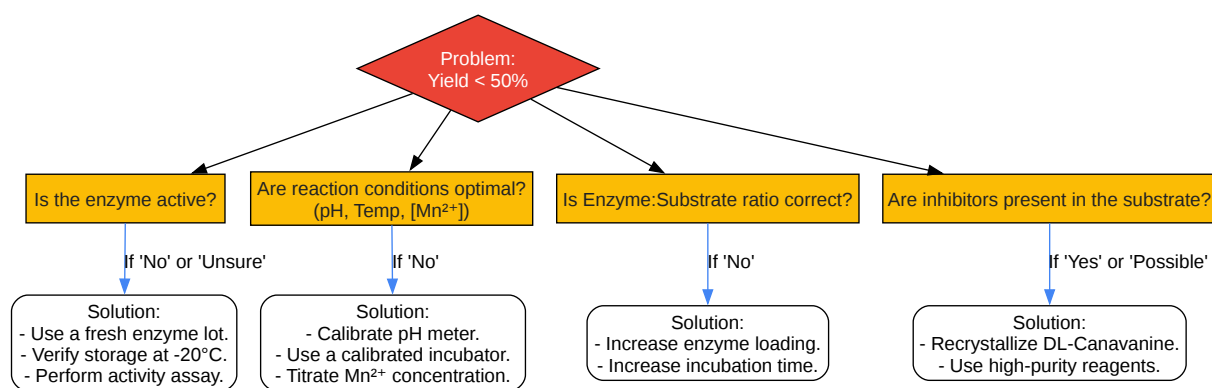 Problem:
Yield < 50%
Is the enzyme active?
Are reaction conditions optimal?
(pH, Temp, [Mn²⁺])
Is Enzyme:Substrate ratio correct?
Are inhibitors present in the substrate?
If 'No' or 'Unsure'
If 'No'
If 'No'
If 'Yes' or 'Possible'
Solution:
- Use a fresh enzyme lot.
- Verify storage at -20°C.
- Perform activity assay.
Solution:
- Calibrate pH meter.
- Use a calibrated incubator.
- Titrate Mn²⁺ concentration.
Solution:
- Increase enzyme loading.
- Increase incubation time.
Solution:
- Recrystallize DL-Canavanine.
- Use high-purity reagents.